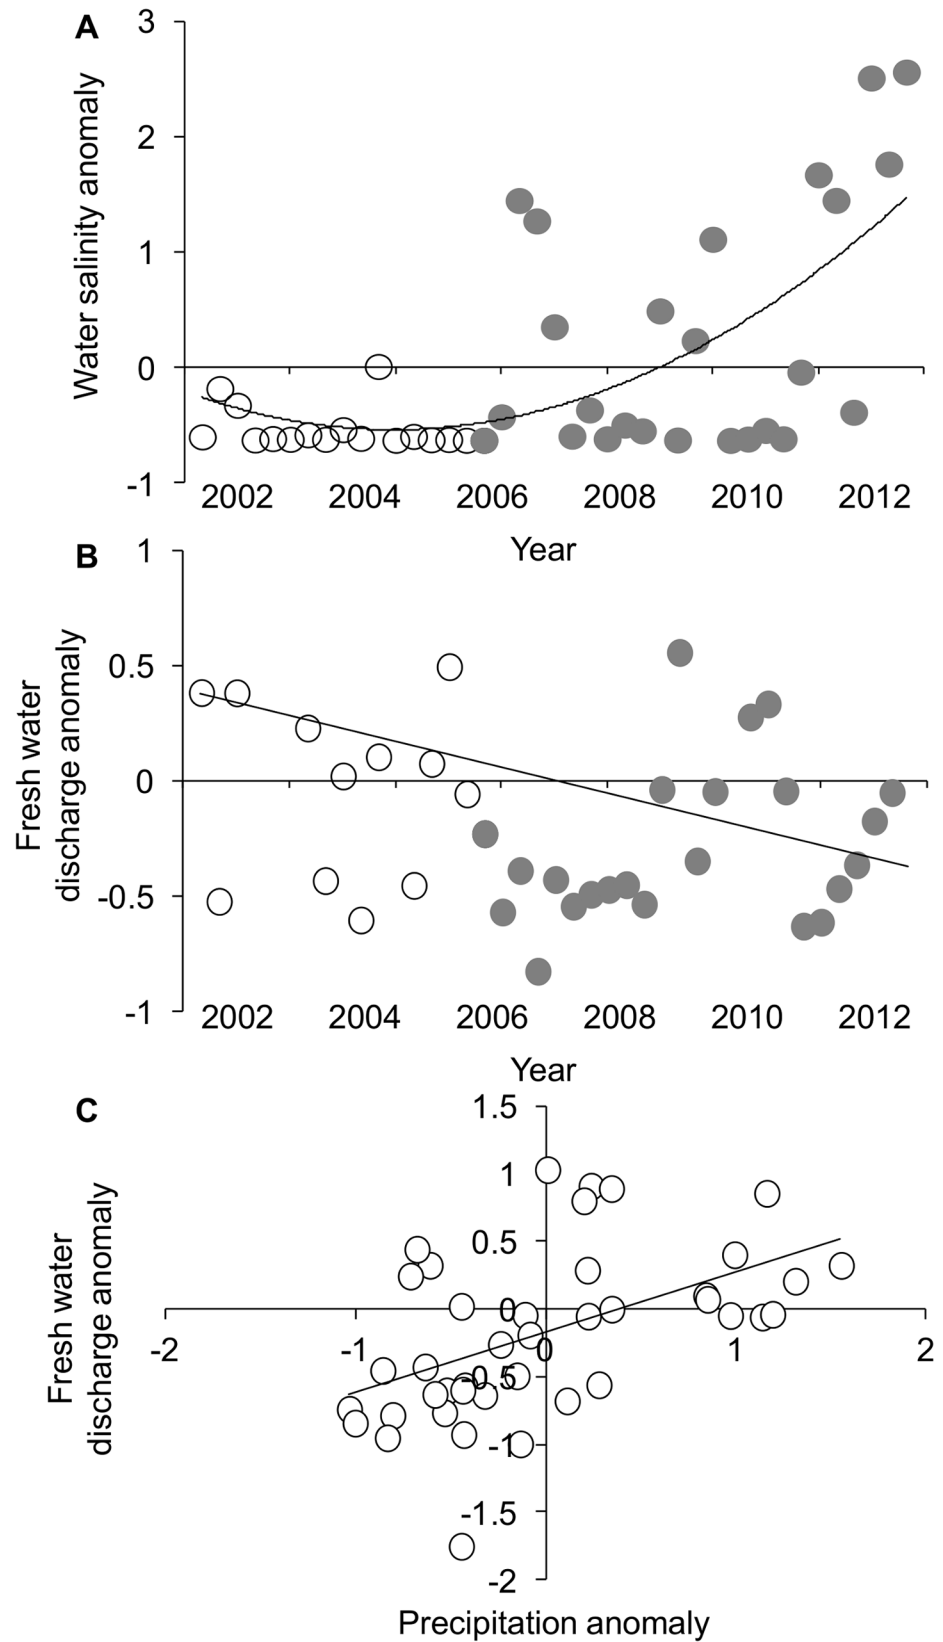 A
3
2
1
0
-1
Water salinity anomaly
2002 2004 2006 2008 2010 2012
Year
B
1
0.5
0
-0.5
-1
Fresh water
discharge anomaly
2002 2004 2006 2008 2010 2012
Year
C
1.5
1
0.5
0
-0.5
-1
-1.5
-2
Fresh water
discharge anomaly
-2 -1 0 1 2
Precipitation anomaly